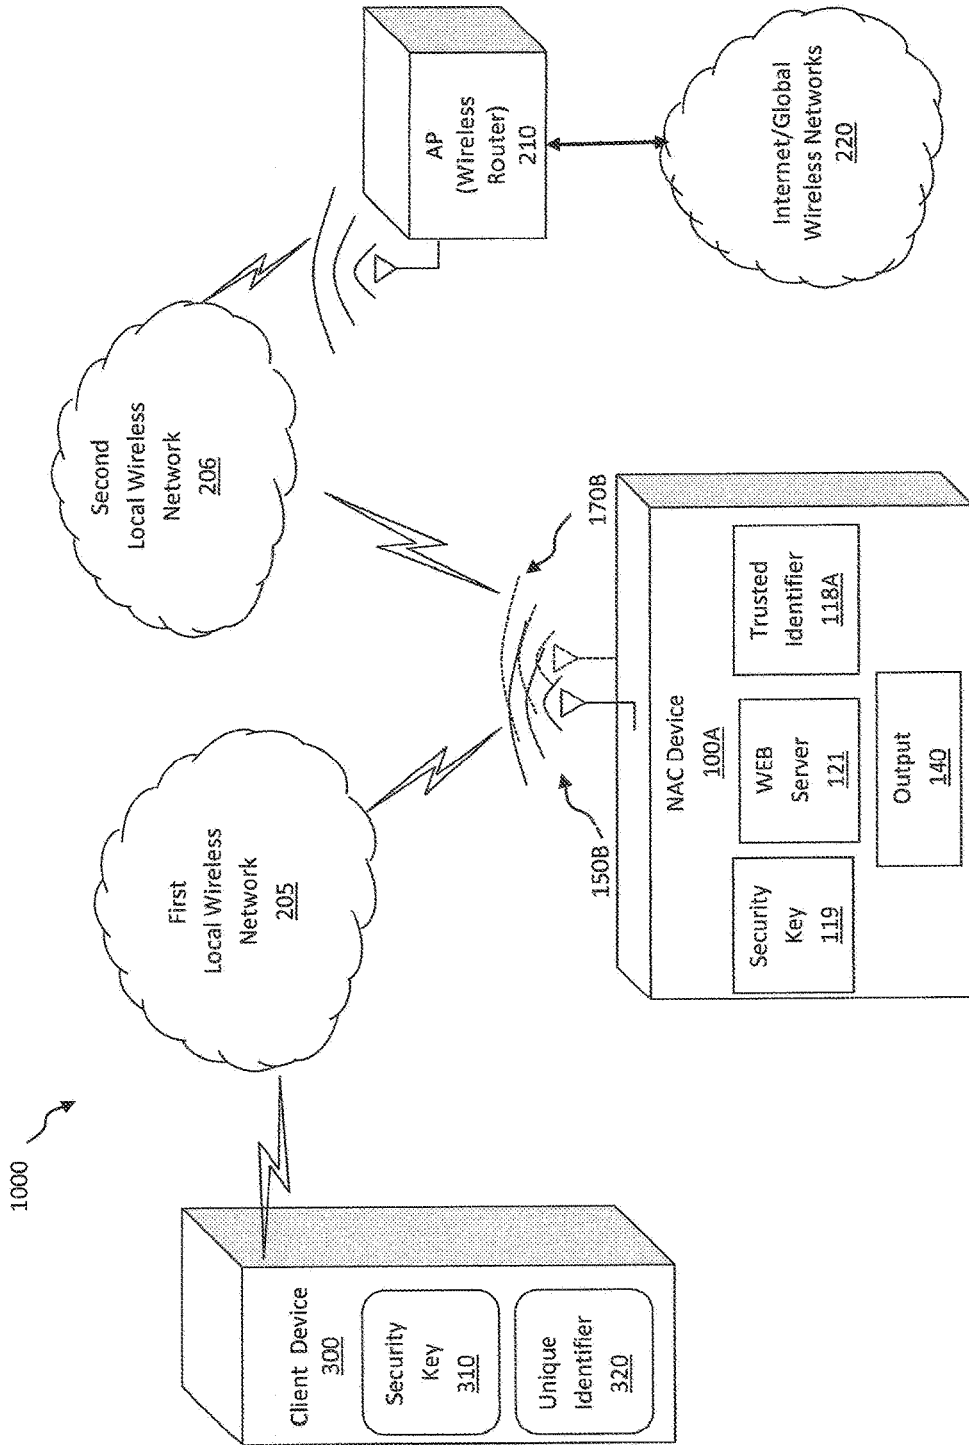 1000
Client Device
300
Security
Key
310
Unique
Identifier
320
First
Local Wireless
Network
205
Second
Local Wireless
Network
206
AP
(Wireless
Router)
210
Internet/Global
Wireless Networks
220
150B
170B
NAC Device
100A
Security
Key
119
WEB
Server
121
Trusted
Identifier
118A
Output
140